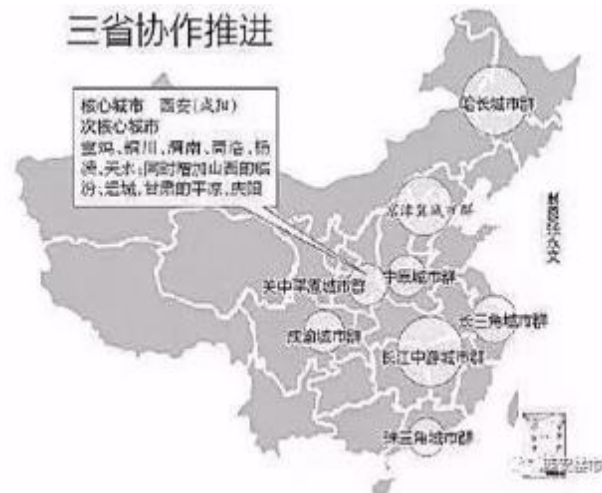 三省协作推进
核心城市 西安(咸阳)
次核心城市
宝鸡、铜川、渭南、商洛、杨
凌、天水;同时增加山西的临
汾、运城,甘肃的平凉、庆阳
哈长城市群
京津冀城市群
中原城市群
关中平原城市群
长三角城市群
成渝城市群
长江中游城市群
珠三角城市群